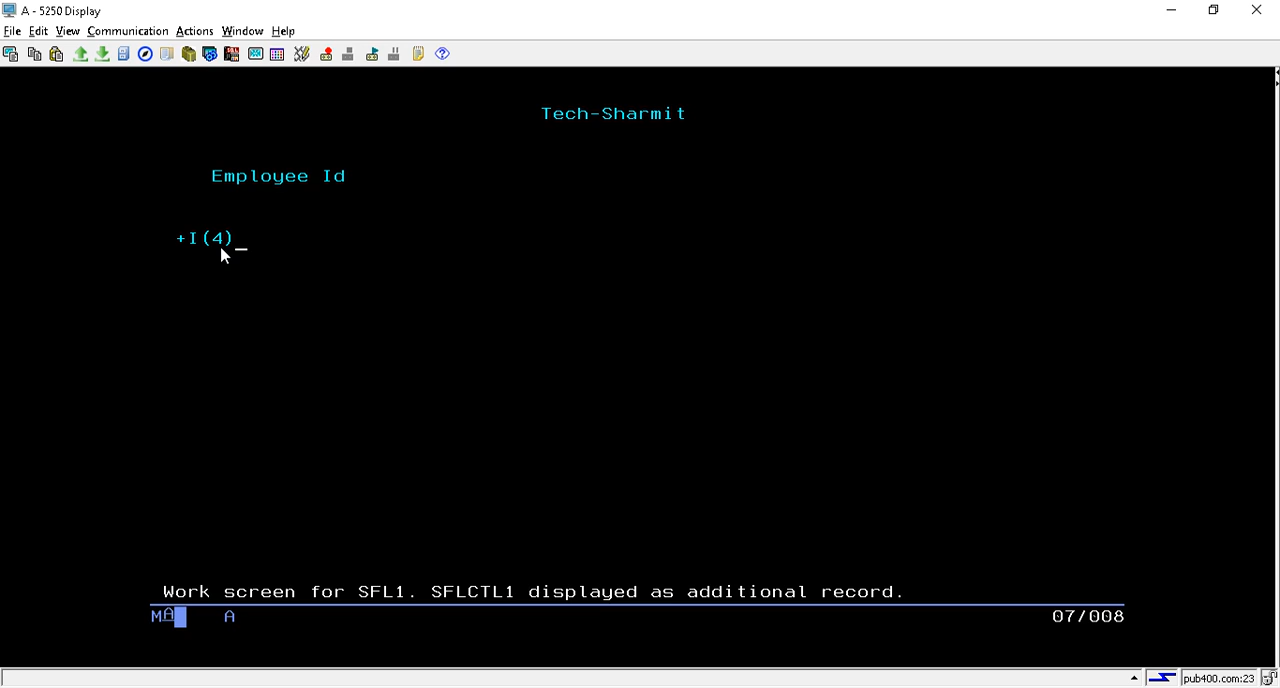 A - 5250 Display
File Edit View Communication Actions Window Help
Tech-Sharmit
Employee Id
+I(4)_
Work screen for SFL1. SFLCTL1 displayed as additional record.
MA A 07/008
pub400.com:23